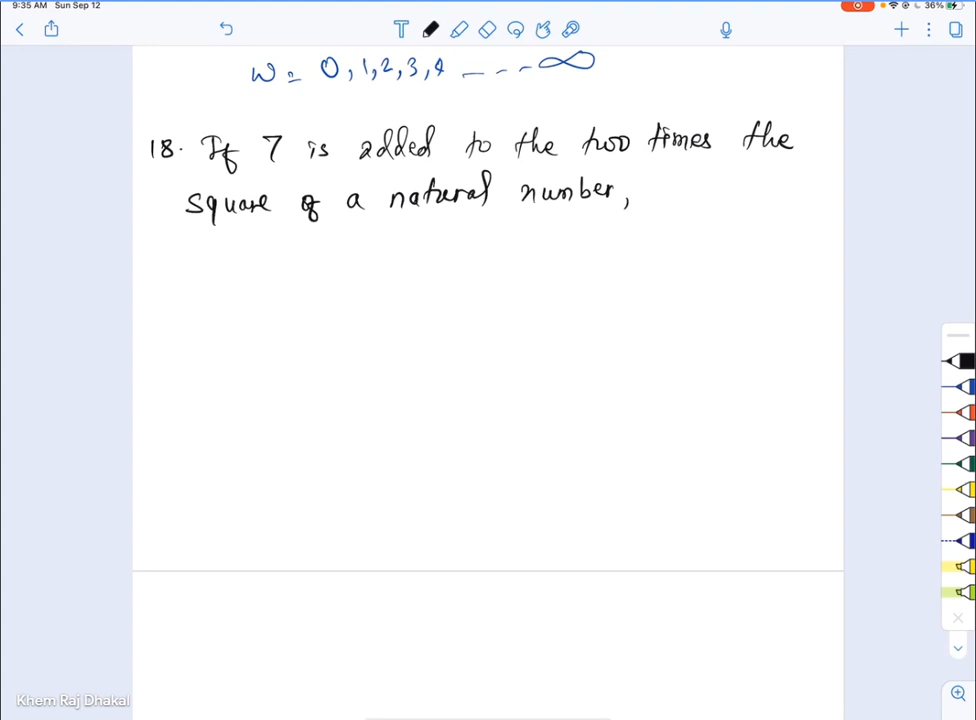 9:35 AM Sun Sep 12
36%
W = 0, 1, 2, 3, 4 ---- ∞
18. If 7 is added to the two times the
square of a natural number,
Khem Raj Dhakal